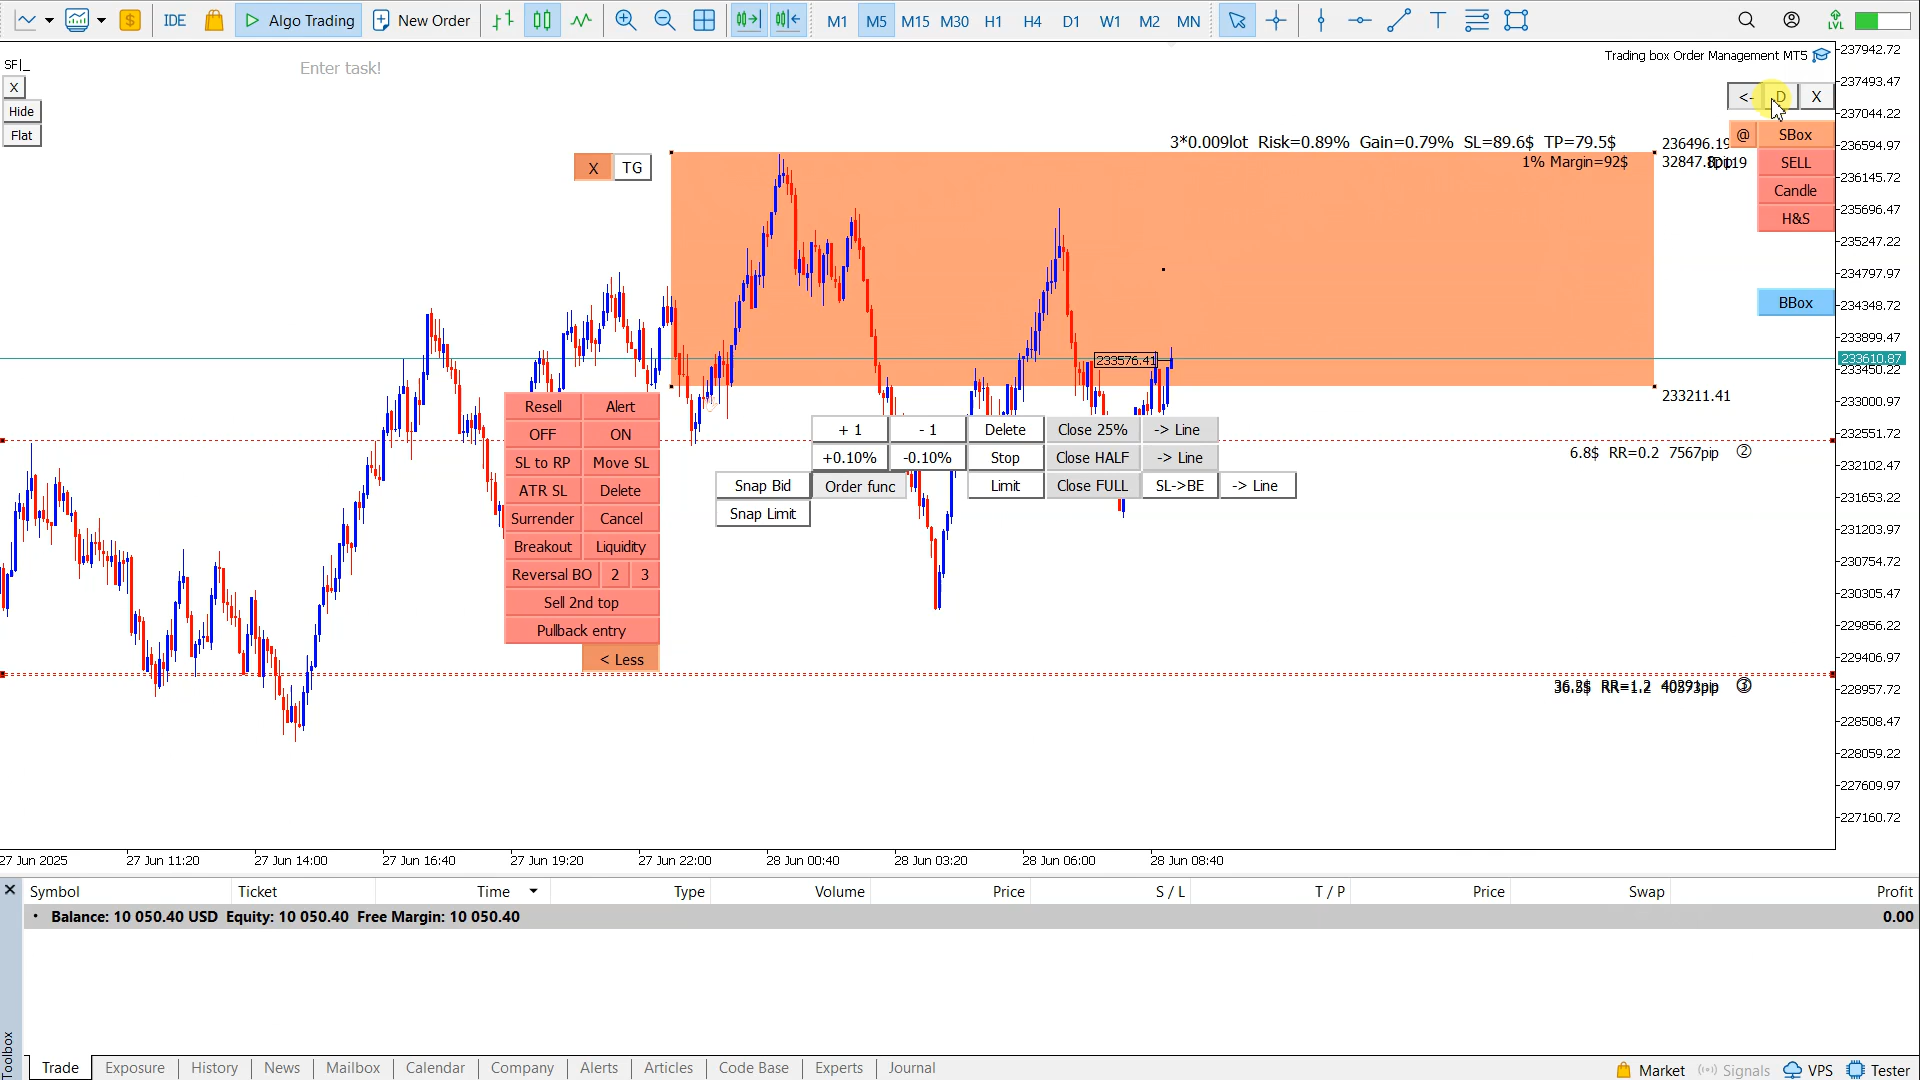 IDE Algo Trading New Order M1 M5 M15 M30 H1 H4 D1 W1 M2 MN LVL
SF|_
Enter task!
Trading box Order Management MT5
X
Hide
Flat
<- D X
3*0.009lot Risk=0.89% Gain=0.79% SL=89.6$ TP=79.5$
236496.19
@ SBox
1% Margin=92$
SELL
Candle
H&S
X TG
BBox
233576.41
233211.41
Resell Alert
OFF ON
SL to RP Move SL
ATR SL Delete
Surrender Cancel
Breakout Liquidity
Reversal BO 2 3
Sell 2nd top
Pullback entry
< Less
+ 1 - 1 Delete Close 25% -> Line
+0.10% -0.10% Stop Close HALF -> Line
Snap Bid Order func Limit Close FULL SL->BE -> Line
Snap Limit
6.8$ RR=0.2 7567pip ②
RR=1.2
237942.72
237493.47
237044.22
236594.97
236145.72
235696.47
235247.22
234797.97
234348.72
233899.47
233610.87
233450.22
233000.97
232551.72
232102.47
231653.22
231203.97
230754.72
230305.47
229856.22
229406.97
228957.72
228508.47
228059.22
227609.97
227160.72
27 Jun 2025 27 Jun 11:20 27 Jun 14:00 27 Jun 16:40 27 Jun 19:20 27 Jun 22:00 28 Jun 00:40 28 Jun 03:20 28 Jun 06:00 28 Jun 08:40
Symbol Ticket Time Type Volume Price S / L T / P Price Swap Profit
Balance: 10 050.40 USD Equity: 10 050.40 Free Margin: 10 050.40 0.00
Toolbox
Trade Exposure History News Mailbox Calendar Company Alerts Articles Code Base Experts Journal
Market Signals VPS Tester